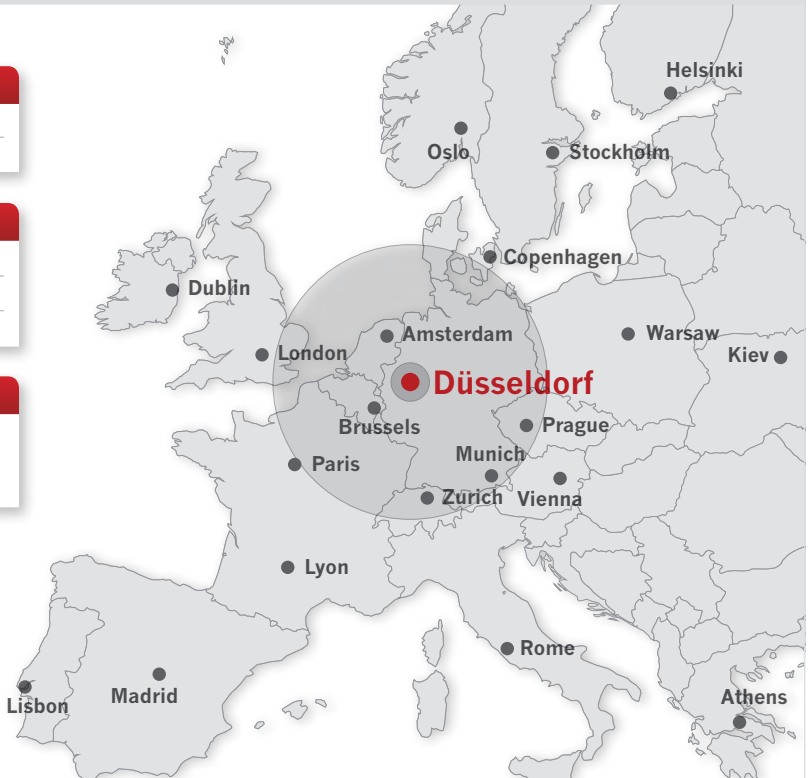 Helsinki
Oslo
Stockholm
Copenhagen
Dublin
Amsterdam
Warsaw
London
Kiev
Düsseldorf
Brussels
Prague
Munich
Paris
Zurich
Vienna
Lyon
Rome
Madrid
Athens
Lisbon